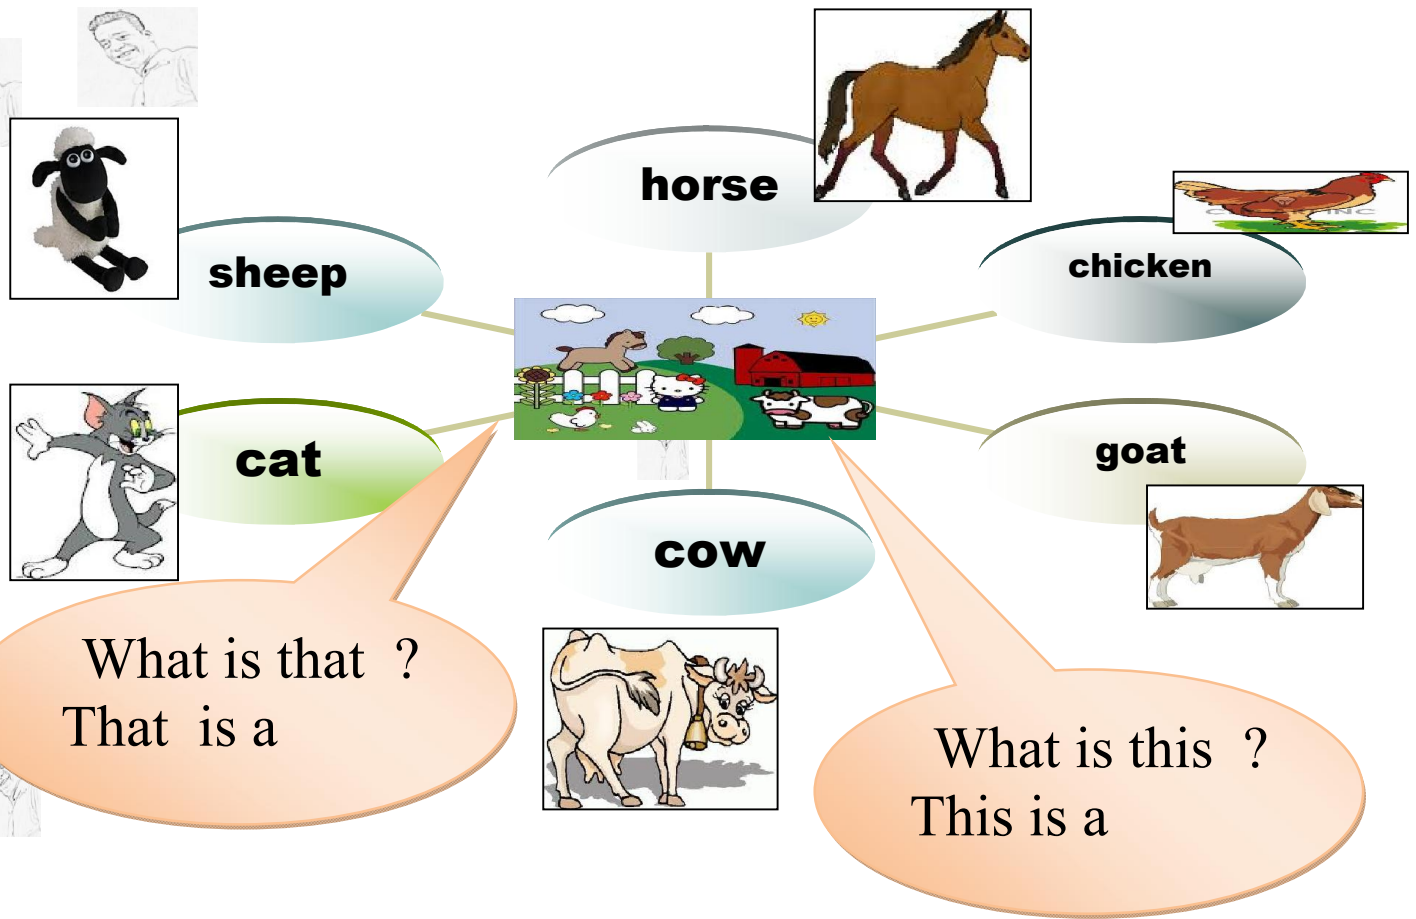 horse
sheep
chicken
cat
goat
cow
What is that  ?
That  is a
What is this  ?
This is a